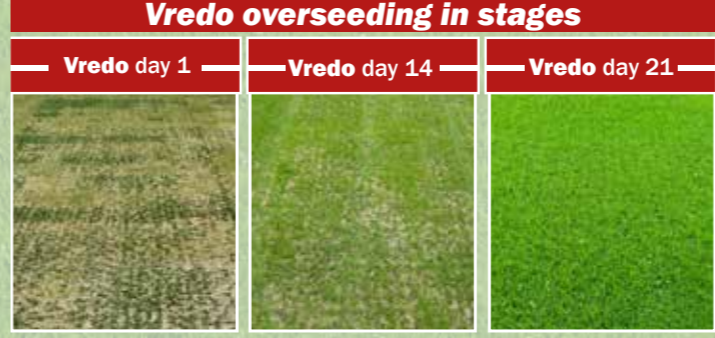 Vredo overseeding in stages
Vredo day 1
Vredo day 14
Vredo day 21